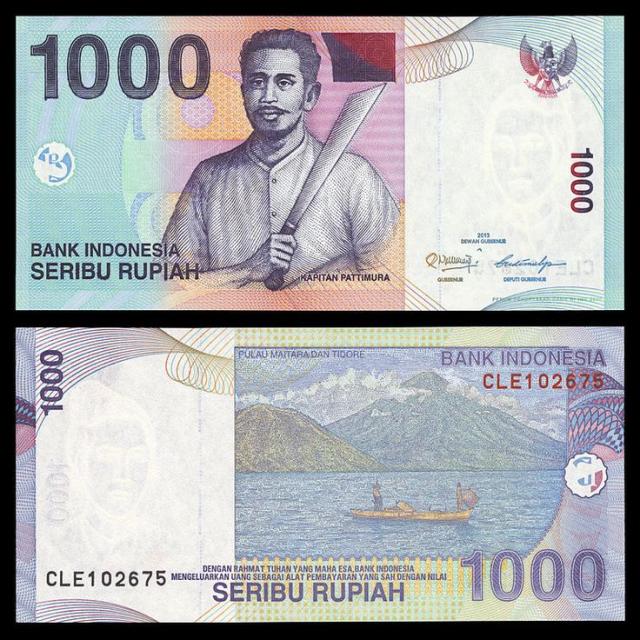 1000
BANK INDONESIA
SERIBU RUPIAH
KAPITAN PATTIMURA
2013
DEWAN GUBERNUR
GUBERNUR
DEPUTI GUBERNUR
1000
1000
PULAU MAITARA DAN TIDORE
BANK INDONESIA
CLE102675
CLE102675
DENGAN RAHMAT TUHAN YANG MAHA ESA, BANK INDONESIA
MENGELUARKAN UANG SEBAGAI ALAT PEMBAYARAN YANG SAH DENGAN NILAI
SERIBU RUPIAH
1000